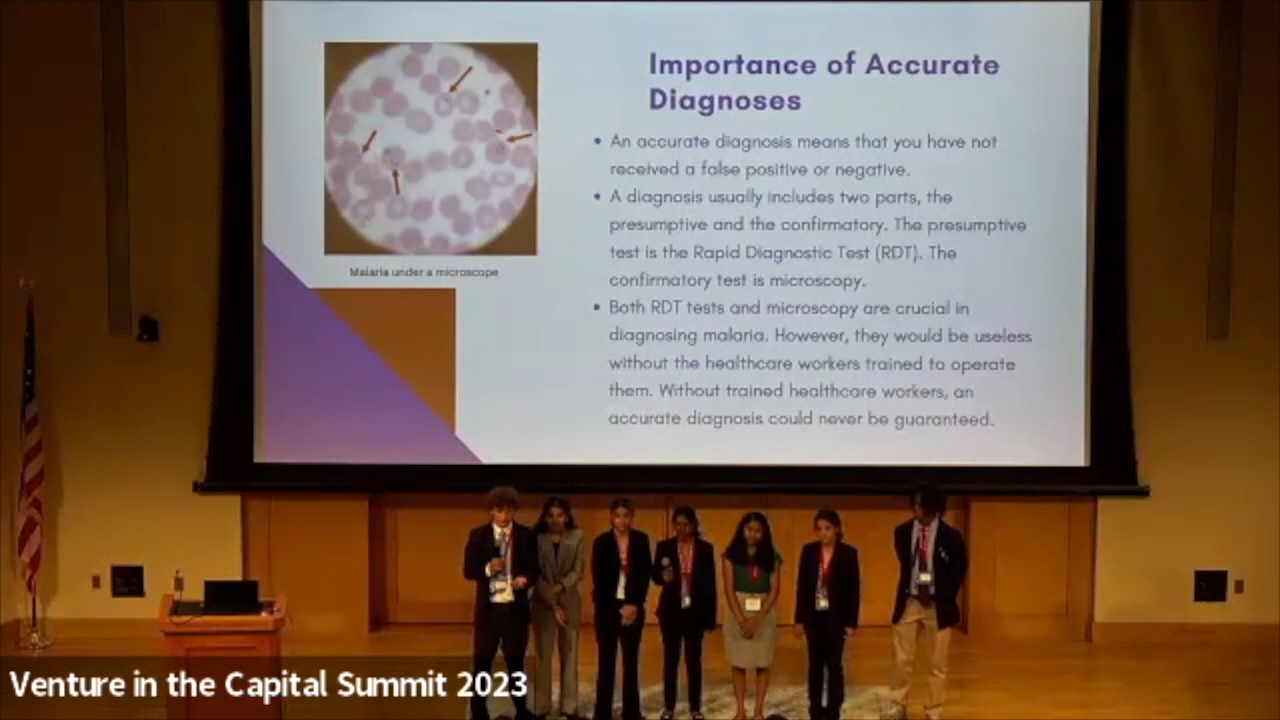 Importance of Accurate
Diagnoses
• An accurate diagnosis means that you have not
received a false positive or negative.
• A diagnosis usually includes two parts, the
presumptive and the confirmatory. The presumptive
test is the Rapid Diagnostic Test (RDT). The
confirmatory test is microscopy.
• Both RDT tests and microscopy are crucial in
diagnosing malaria. However, they would be useless
without the healthcare workers trained to operate
them. Without trained healthcare workers, an
accurate diagnosis could never be guaranteed.
Malaria under a microscope
Venture in the Capital Summit 2023